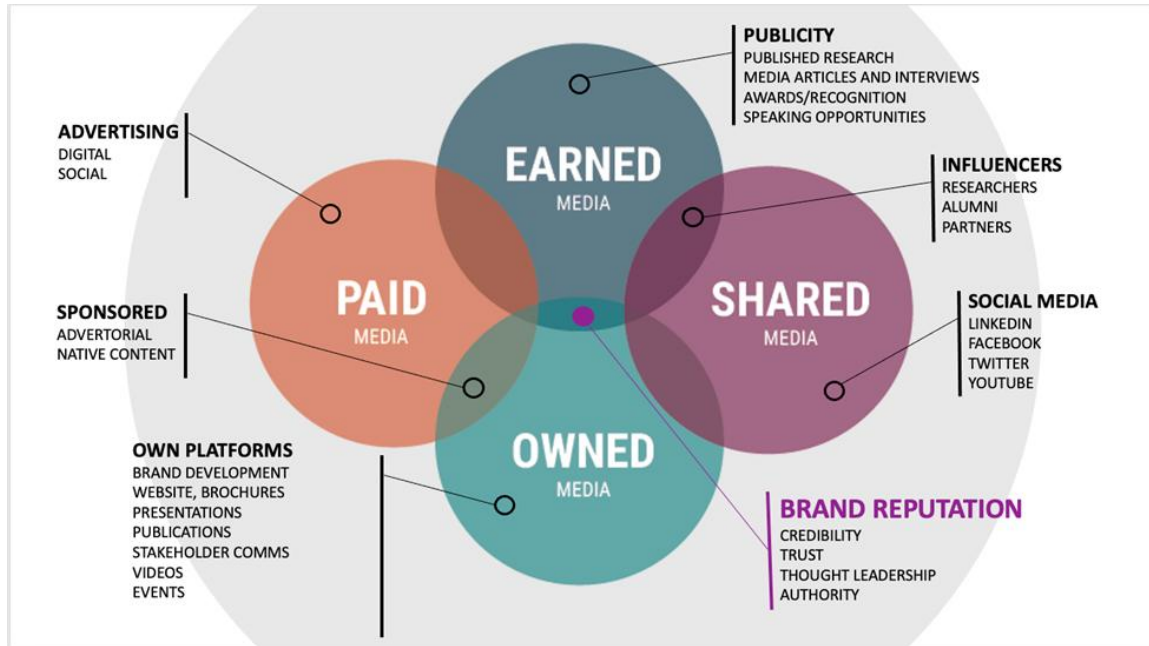 PUBLICITY
PUBLISHED RESEARCH
MEDIA ARTICLES AND INTERVIEWS
AWARDS/RECOGNITION
SPEAKING OPPORTUNITIES
ADVERTISING
DIGITAL
SOCIAL
EARNED
MEDIA
INFLUENCERS
RESEARCHERS
ALUMNI
PARTNERS
PAID
MEDIA
SHARED
MEDIA
SPONSORED
ADVERTORIAL
NATIVE CONTENT
SOCIAL MEDIA
LINKEDIN
FACEBOOK
TWITTER
YOUTUBE
OWNED
MEDIA
OWN PLATFORMS
BRAND DEVELOPMENT
WEBSITE, BROCHURES
PRESENTATIONS
PUBLICATIONS
STAKEHOLDER COMMS
VIDEOS
EVENTS
BRAND REPUTATION
CREDIBILITY
TRUST
THOUGHT LEADERSHIP
AUTHORITY